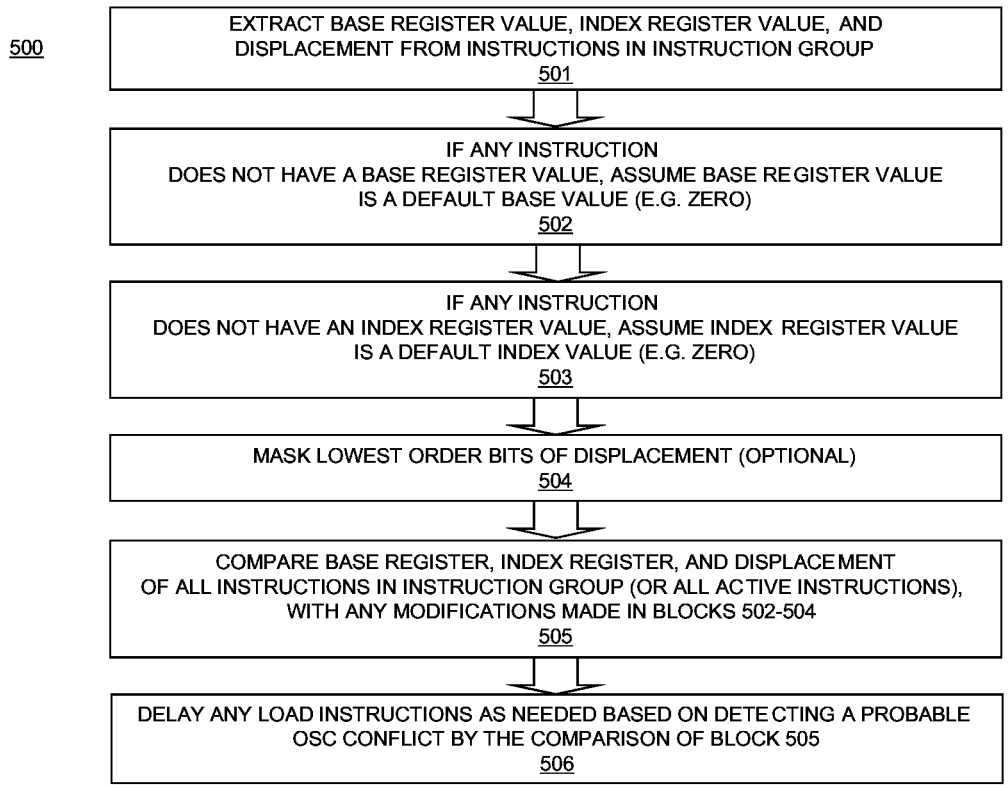 500
EXTRACT BASE REGISTER VALUE, INDEX REGISTER VALUE, AND
DISPLACEMENT FROM INSTRUCTIONS IN INSTRUCTION GROUP
501
IF ANY INSTRUCTION
DOES NOT HAVE A BASE REGISTER VALUE, ASSUME BASE REGISTER VALUE
IS A DEFAULT BASE VALUE (E.G. ZERO)
502
IF ANY INSTRUCTION
DOES NOT HAVE AN INDEX REGISTER VALUE, ASSUME INDEX REGISTER VALUE
IS A DEFAULT INDEX VALUE (E.G. ZERO)
503
MASK LOWEST ORDER BITS OF DISPLACEMENT (OPTIONAL)
504
COMPARE BASE REGISTER, INDEX REGISTER, AND DISPLACEMENT
OF ALL INSTRUCTIONS IN INSTRUCTION GROUP (OR ALL ACTIVE INSTRUCTIONS),
WITH ANY MODIFICATIONS MADE IN BLOCKS 502-504
505
DELAY ANY LOAD INSTRUCTIONS AS NEEDED BASED ON DETECTING A PROBABLE
OSC CONFLICT BY THE COMPARISON OF BLOCK 505
506